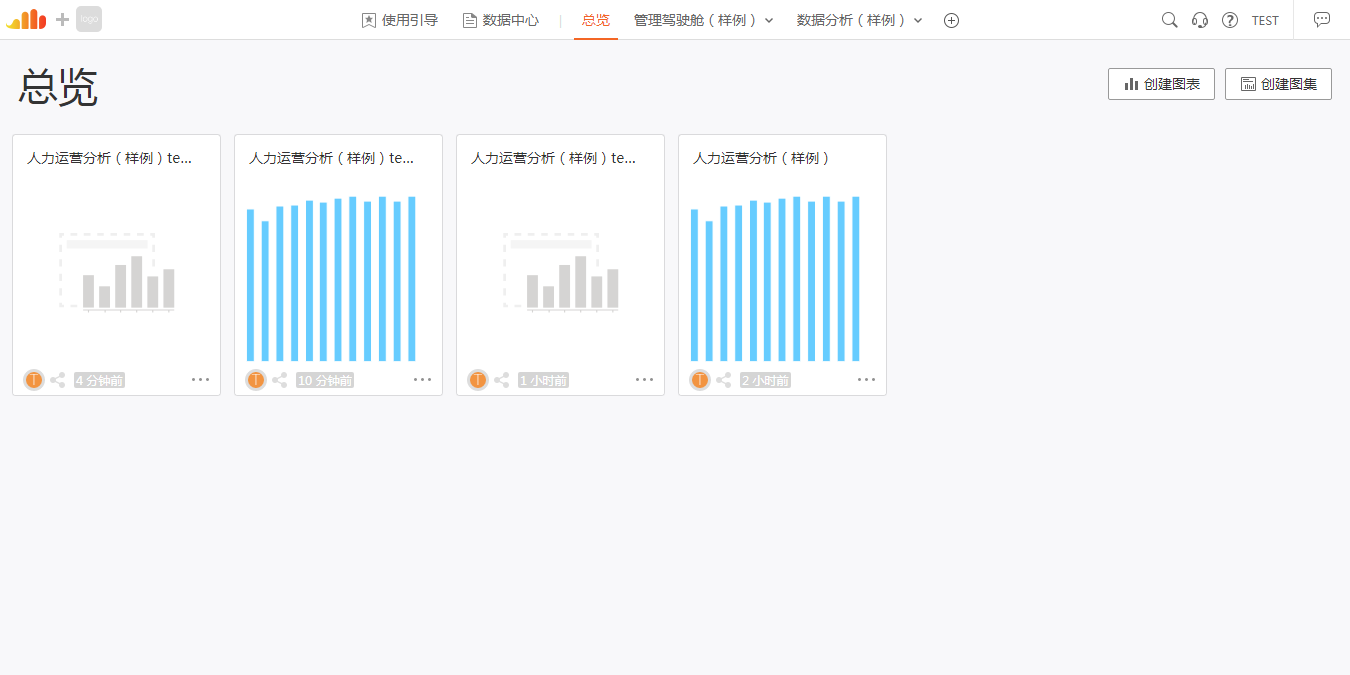 logo
使用引导 数据中心 | 总览 管理驾驶舱（样例） 数据分析（样例） TEST
总览
创建图表 创建图集
人力运营分析（样例）te...
T 4 分钟前
人力运营分析（样例）te...
T 10 分钟前
人力运营分析（样例）te...
T 1 小时前
人力运营分析（样例）
T 2 小时前